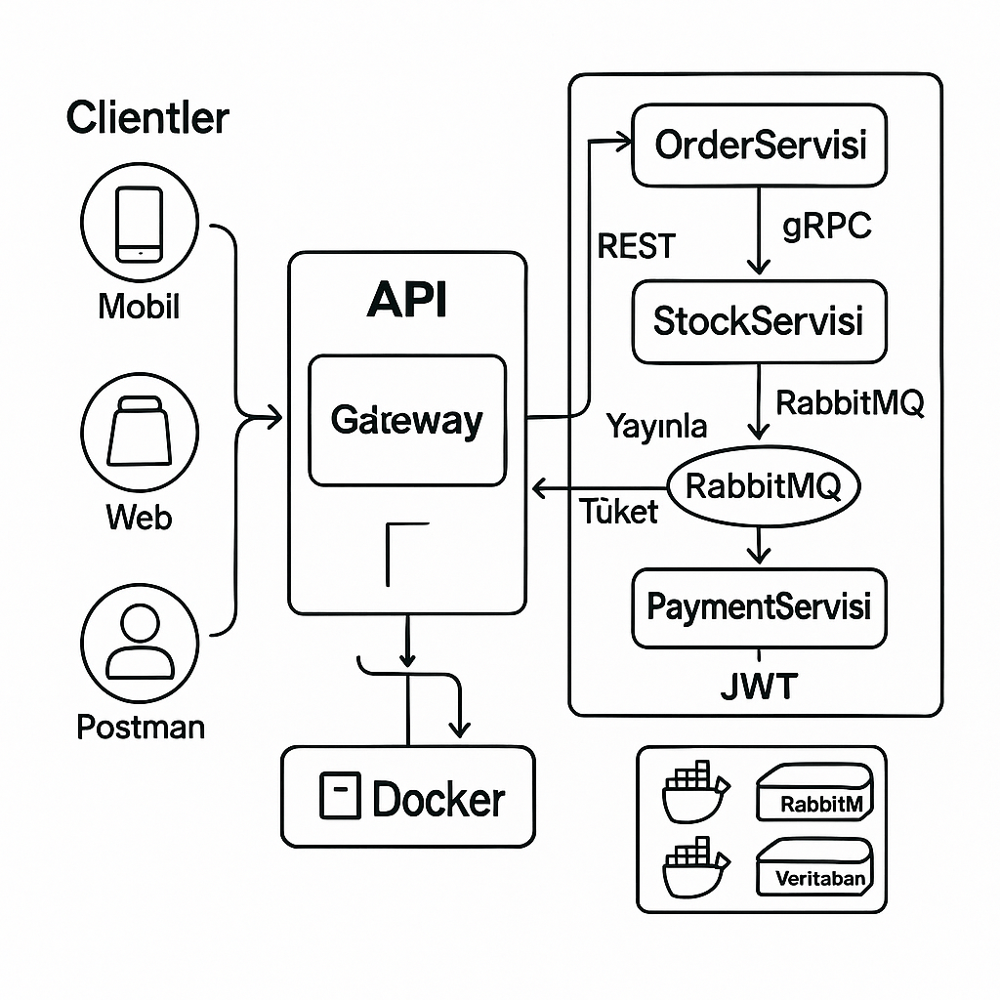 Clientler
Mobil
Web
Postman
API
Gateway
Docker
REST
OrderServisi
gRPC
StockServisi
RabbitMQ
Yayınla
RabbitMQ
Tüket
PaymentServisi
JWT
RabbitM
Veritaban